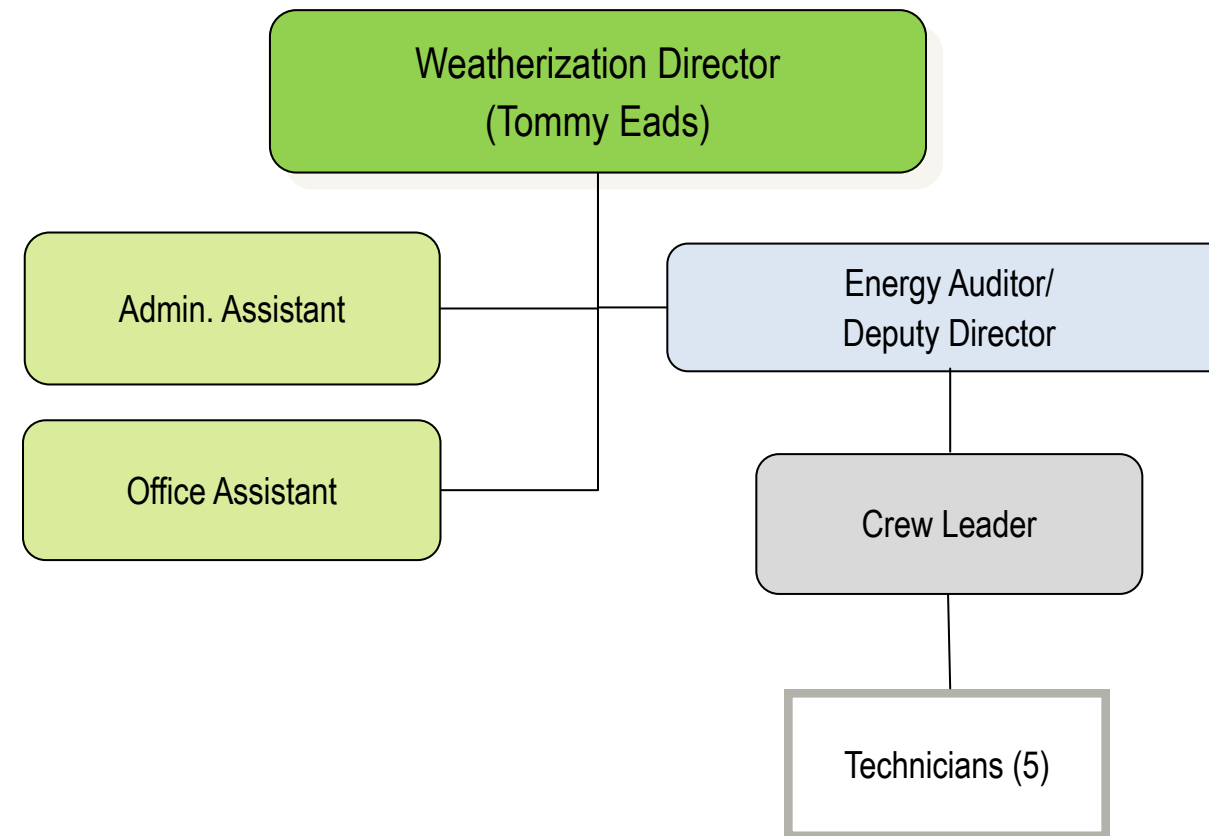 Weatherization Director
(Tommy Eads)
Admin. Assistant
Energy Auditor/
Deputy Director
Office Assistant
Crew Leader
Technicians (5)